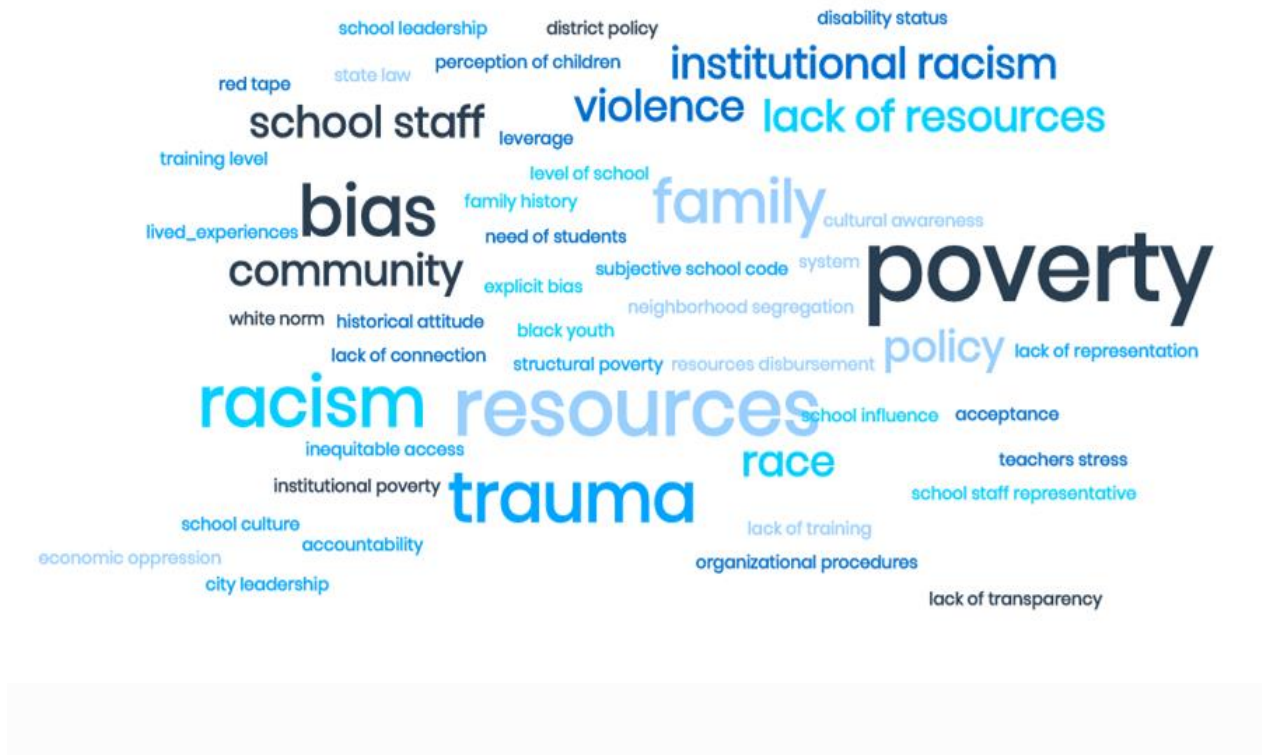 disability status
school leadership
district policy
perception of children
institutional racism
state law
red tape
violence
lack of resources
school staff
leverage
training level
level of school
bias
family history
family
cultural awareness
lived_experiences
need of students
community
subjective school code
system
poverty
explicit bias
neighborhood segregation
white norm
historical attitude
black youth
policy
lack of representation
lack of connection
structural poverty
resources disbursement
racism
resources
school influence
acceptance
inequitable access
race
teachers stress
institutional poverty
trauma
school staff representative
school culture
lack of training
accountability
economic oppression
organizational procedures
city leadership
lack of transparency